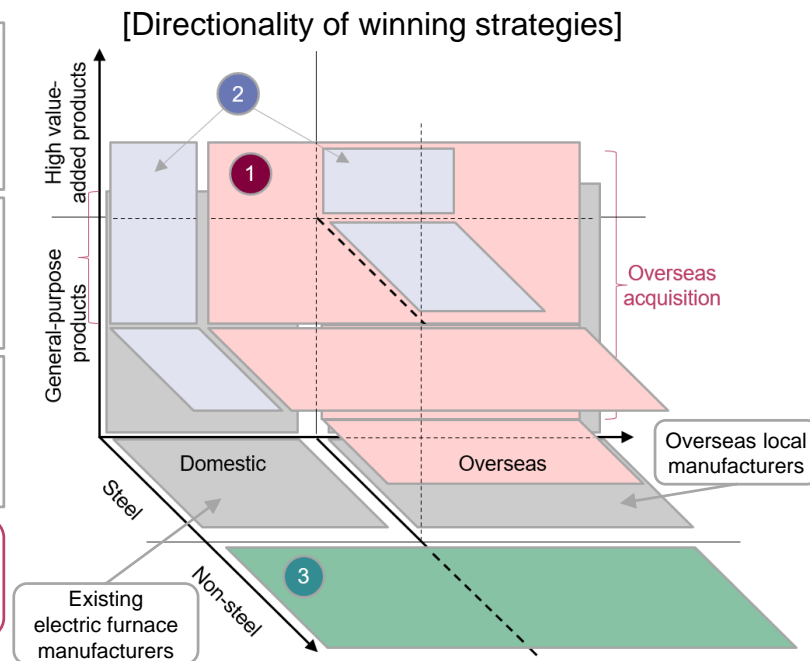 [Directionality of winning strategies]
High value-
added products
2
1
General-purpose
products
Overseas
acquisition
Domestic
Overseas
Overseas local
manufacturers
Steel
Non-steel
3
Existing
electric furnace
manufacturers